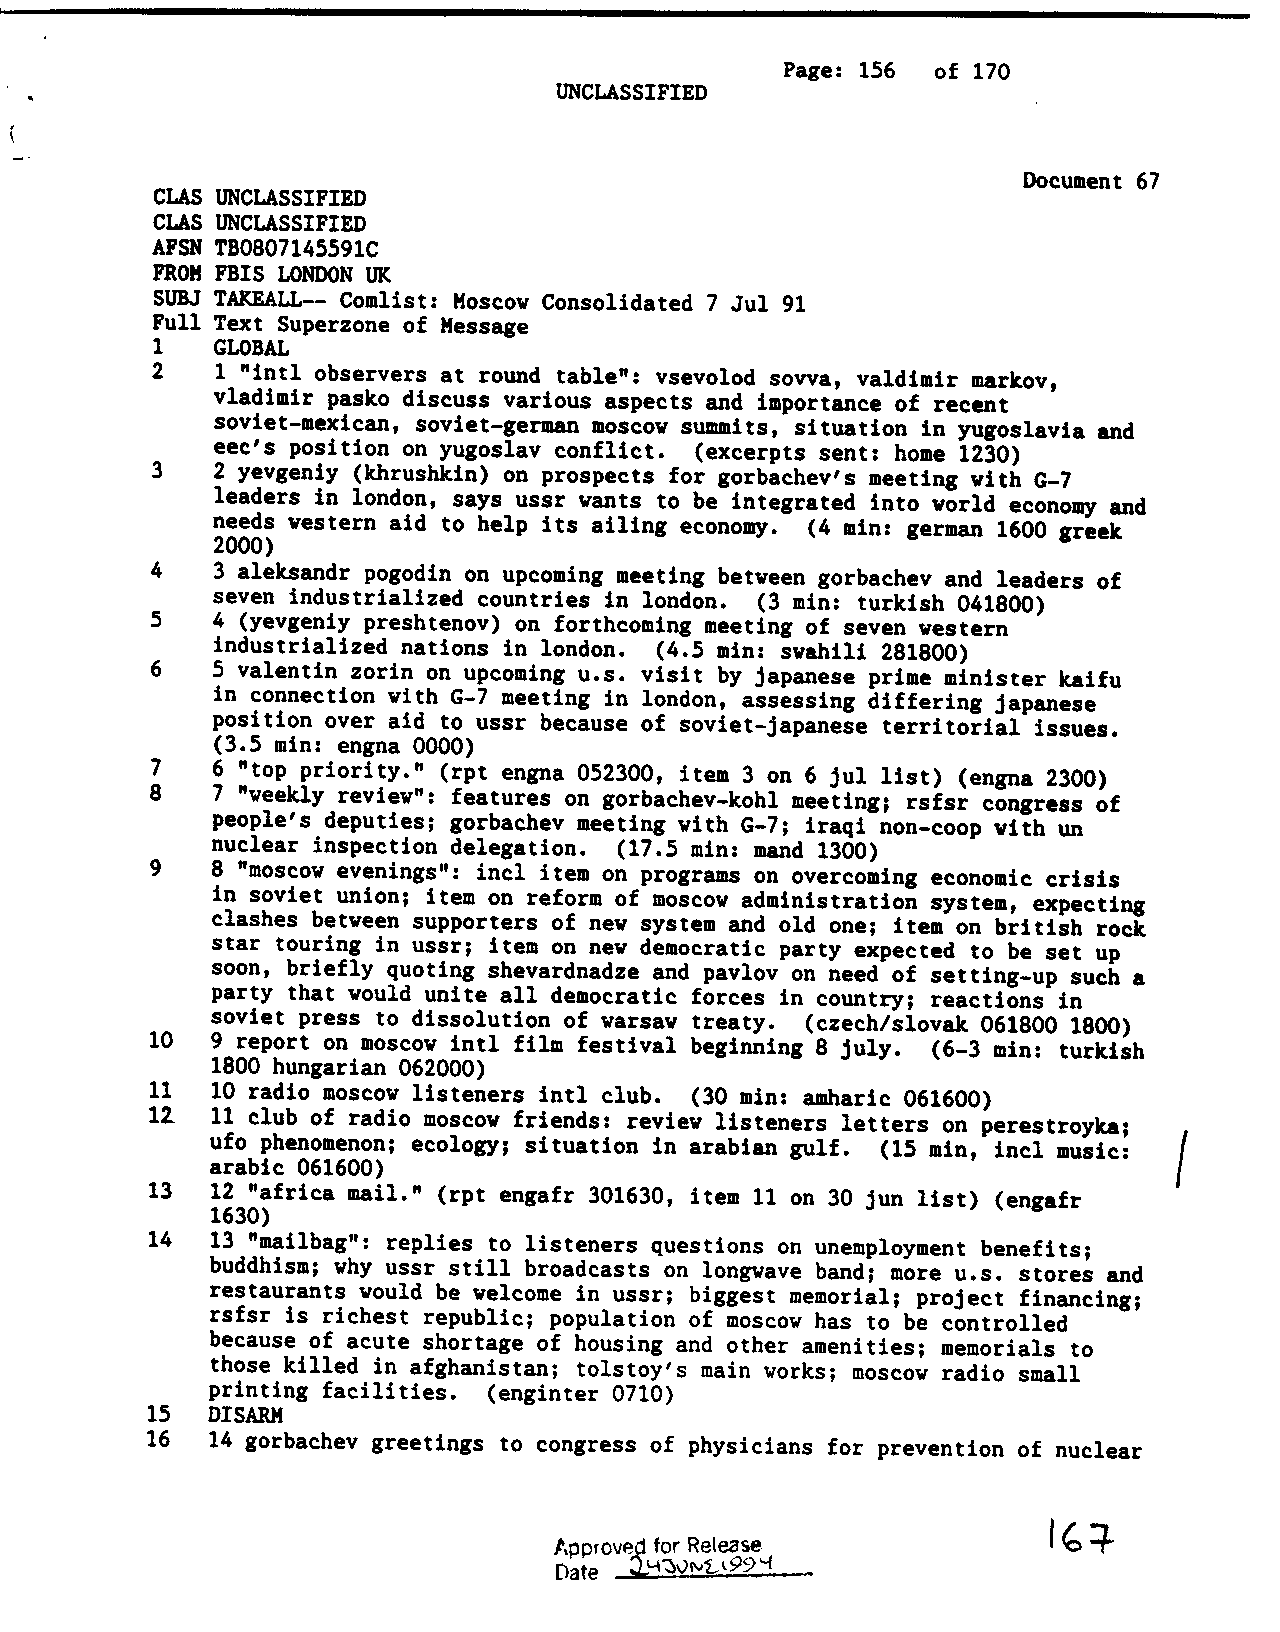 Page: 156 of 170
UNCLASSIFIED
Document 67
CLAS UNCLASSIFIED
CLAS UNCLASSIFIED
AFSN TB0807145591C
FROM FBIS LONDON UK
SUBJ TAKEALL-- Comlist: Moscow Consolidated 7 Jul 91
Full Text Superzone of Message
1 GLOBAL
2 1 "intl observers at round table": vsevolod sovva, valdimir markov,
vladimir pasko discuss various aspects and importance of recent
soviet-mexican, soviet-german moscow summits, situation in yugoslavia and
eec's position on yugoslav conflict. (excerpts sent: home 1230)
3 2 yevgeniy (khrushkin) on prospects for gorbachev's meeting with G-7
leaders in london, says ussr wants to be integrated into world economy and
needs western aid to help its ailing economy. (4 min: german 1600 greek
2000)
4 3 aleksandr pogodin on upcoming meeting between gorbachev and leaders of
seven industrialized countries in london. (3 min: turkish 041800)
5 4 (yevgeniy preshtenov) on forthcoming meeting of seven western
industrialized nations in london. (4.5 min: swahili 281800)
6 5 valentin zorin on upcoming u.s. visit by japanese prime minister kaifu
in connection with G-7 meeting in london, assessing differing japanese
position over aid to ussr because of soviet-japanese territorial issues.
(3.5 min: engna 0000)
7 6 "top priority." (rpt engna 052300, item 3 on 6 jul list) (engna 2300)
8 7 "weekly review": features on gorbachev-kohl meeting; rsfsr congress of
people's deputies; gorbachev meeting with G-7; iraqi non-coop with un
nuclear inspection delegation. (17.5 min: mand 1300)
9 8 "moscow evenings": incl item on programs on overcoming economic crisis
in soviet union; item on reform of moscow administration system, expecting
clashes between supporters of new system and old one; item on british rock
star touring in ussr; item on new democratic party expected to be set up
soon, briefly quoting shevardnadze and pavlov on need of setting-up such a
party that would unite all democratic forces in country; reactions in
soviet press to dissolution of warsaw treaty. (czech/slovak 061800 1800)
10 9 report on moscow intl film festival beginning 8 july. (6-3 min: turkish
1800 hungarian 062000)
11 10 radio moscow listeners intl club. (30 min: amharic 061600)
12 11 club of radio moscow friends: review listeners letters on perestroyka;
ufo phenomenon; ecology; situation in arabian gulf. (15 min, incl music:
arabic 061600)
13 12 "africa mail." (rpt engafr 301630, item 11 on 30 jun list) (engafr
1630)
14 13 "mailbag": replies to listeners questions on unemployment benefits;
buddhism; why ussr still broadcasts on longwave band; more u.s. stores and
restaurants would be welcome in ussr; biggest memorial; project financing;
rsfsr is richest republic; population of moscow has to be controlled
because of acute shortage of housing and other amenities; memorials to
those killed in afghanistan; tolstoy's main works; moscow radio small
printing facilities. (enginter 0710)
15 DISARM
16 14 gorbachev greetings to congress of physicians for prevention of nuclear
167
Approved for Release
Date 24 JUNE 1994